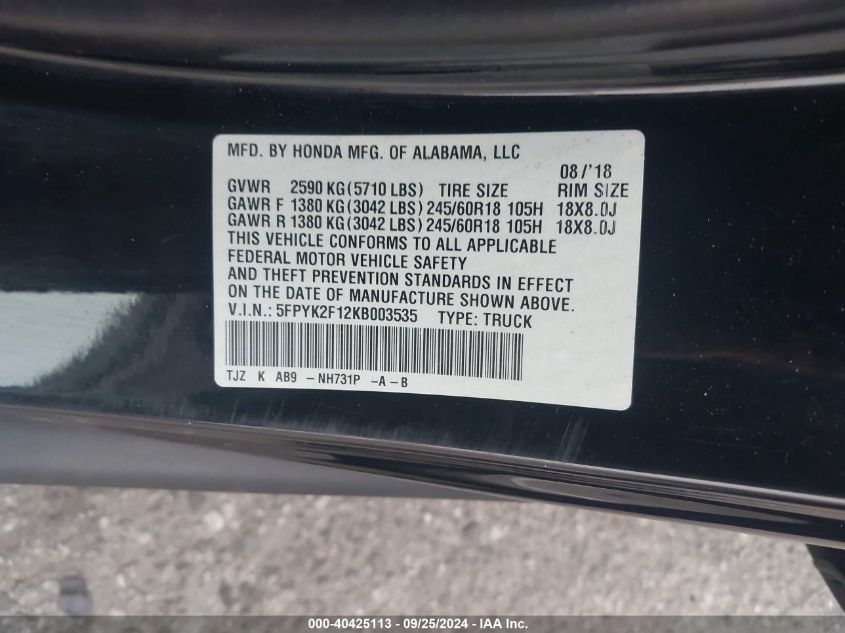 MFD. BY HONDA MFG. OF ALABAMA, LLC
08/'18
GVWR 2590 KG(5710 LBS) TIRE SIZE RIM SIZE
GAWR F 1380 KG(3042 LBS) 245/60R18 105H 18X8.0J
GAWR R 1380 KG(3042 LBS) 245/60R18 105H 18X8.0J
THIS VEHICLE CONFORMS TO ALL APPLICABLE
FEDERAL MOTOR VEHICLE SAFETY
AND THEFT PREVENTION STANDARDS IN EFFECT
ON THE DATE OF MANUFACTURE SHOWN ABOVE.
V.I.N.: 5FPYK2F12KB003535 TYPE: TRUCK
TJZ K AB9 -NH731P -A-B
000-40425113 - 09/25/2024 - IAA Inc.